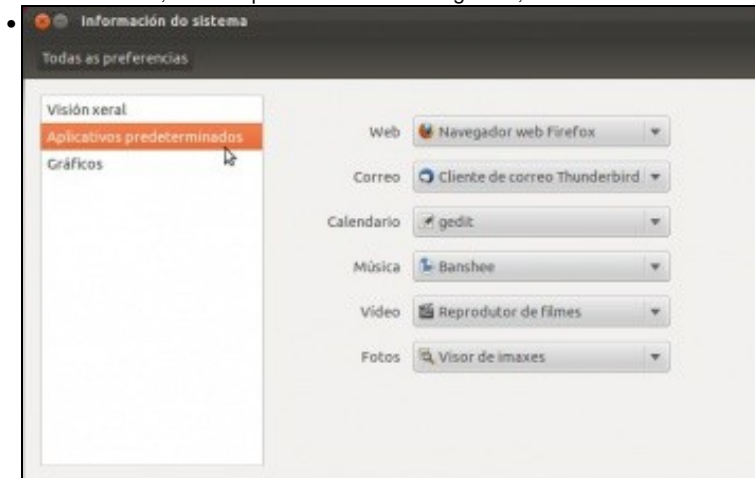 Información do sistema
Todas as preferencias
Visión xeral
Aplicativos predeterminados
Gráficos
Web Navegador web Firefox
Correo Cliente de correo Thunderbird
Calendario gedit
Música Banshee
Vídeo Reprodutor de filmes
Fotos Visor de imaxes